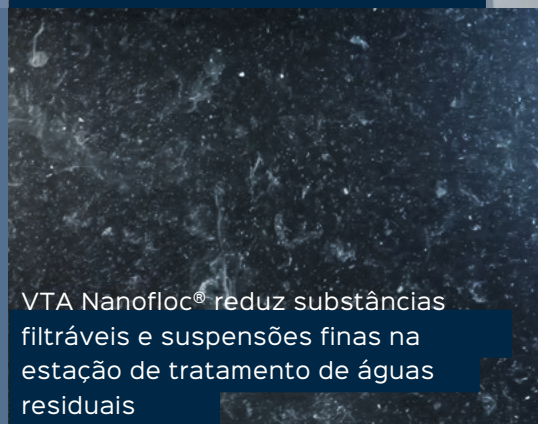 VTA Nanofloc® reduz substâncias
filtráveis e suspensões finas na
estação de tratamento de águas
residuais